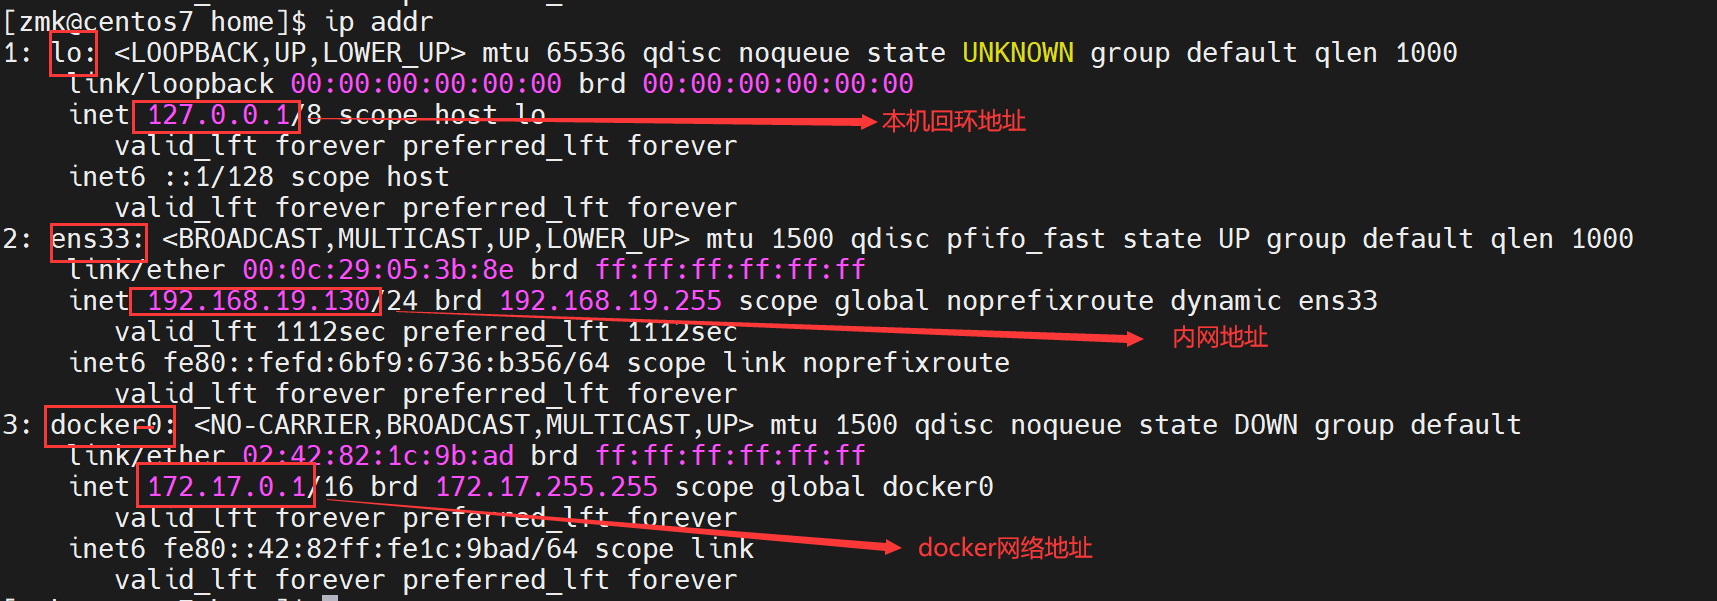 [zmk@centos7 home]$ ip addr
1: lo: <LOOPBACK,UP,LOWER_UP> mtu 65536 qdisc noqueue state UNKNOWN group default qlen 1000
link/loopback 00:00:00:00:00:00 brd 00:00:00:00:00:00
inet 127.0.0.1/8 scope host lo
本机回环地址
valid_lft forever preferred_lft forever
inet6 ::1/128 scope host
valid_lft forever preferred_lft forever
2: ens33: <BROADCAST,MULTICAST,UP,LOWER_UP> mtu 1500 qdisc pfifo_fast state UP group default qlen 1000
link/ether 00:0c:29:05:3b:8e brd ff:ff:ff:ff:ff:ff
inet 192.168.19.130/24 brd 192.168.19.255 scope global noprefixroute dynamic ens33
valid_lft 1112sec preferred_lft 1112sec
内网地址
inet6 fe80::fefd:6bf9:6736:b356/64 scope link noprefixroute
valid_lft forever preferred_lft forever
3: docker0: <NO-CARRIER,BROADCAST,MULTICAST,UP> mtu 1500 qdisc noqueue state DOWN group default
link/ether 02:42:82:1c:9b:ad brd ff:ff:ff:ff:ff:ff
inet 172.17.0.1/16 brd 172.17.255.255 scope global docker0
valid_lft forever preferred_lft forever
inet6 fe80::42:82ff:fe1c:9bad/64 scope link
docker网络地址
valid_lft forever preferred_lft forever